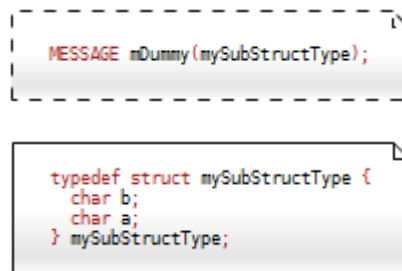 MESSAGE mDummy(mySubStructType);
typedef struct mySubStructType {
  char b;
  char a;
} mySubStructType;